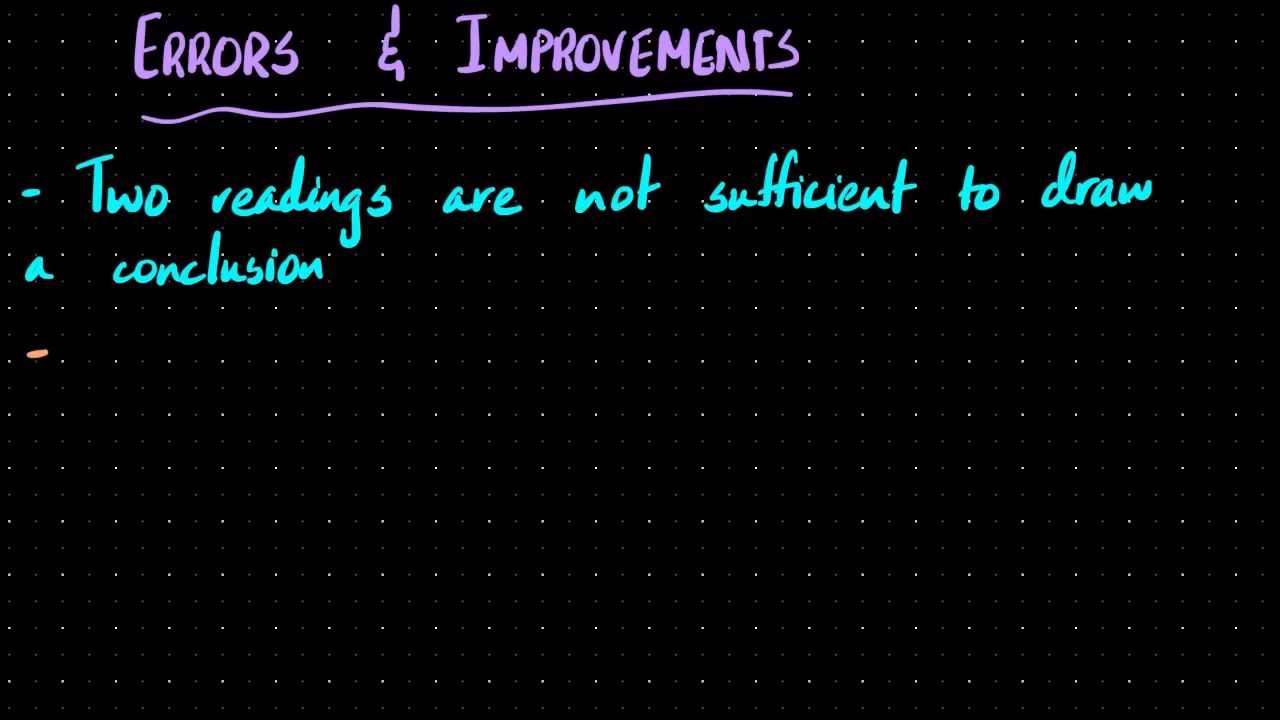 ERRORS & IMPROVEMENTS
- Two readings are not sufficient to draw
a conclusion
-